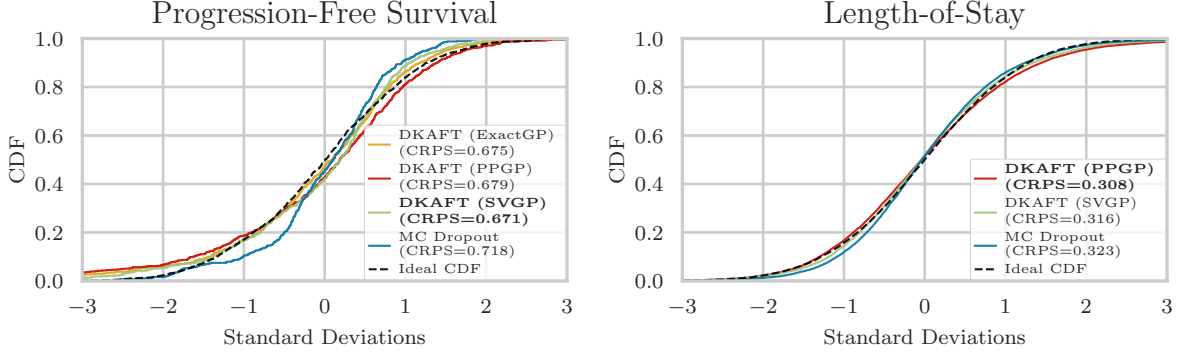 Progression-Free Survival
1.0
0.8
0.6
0.4
0.2
0.0
CDF
DKAFT (ExactGP)
(CRPS=0.675)
DKAFT (PPGP)
(CRPS=0.679)
DKAFT (SVGP)
(CRPS=0.671)
MC Dropout
(CRPS=0.718)
Ideal CDF
−3 −2 −1 0 1 2 3
Standard Deviations
Length-of-Stay
1.0
0.8
0.6
0.4
0.2
0.0
CDF
DKAFT (PPGP)
(CRPS=0.308)
DKAFT (SVGP)
(CRPS=0.316)
MC Dropout
(CRPS=0.323)
Ideal CDF
−3 −2 −1 0 1 2 3
Standard Deviations